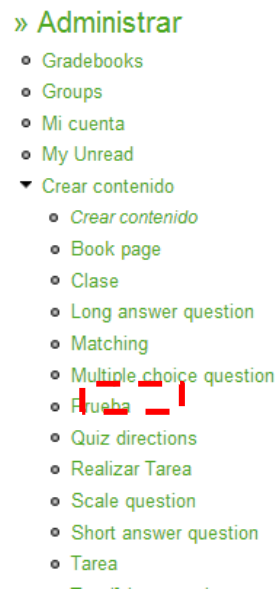 » Administrar
Gradebooks
Groups
Mi cuenta
My Unread
Crear contenido
Crear contenido
Book page
Clase
Long answer question
Matching
Multiple choice question
Prueba
Quiz directions
Realizar Tarea
Scale question
Short answer question
Tarea